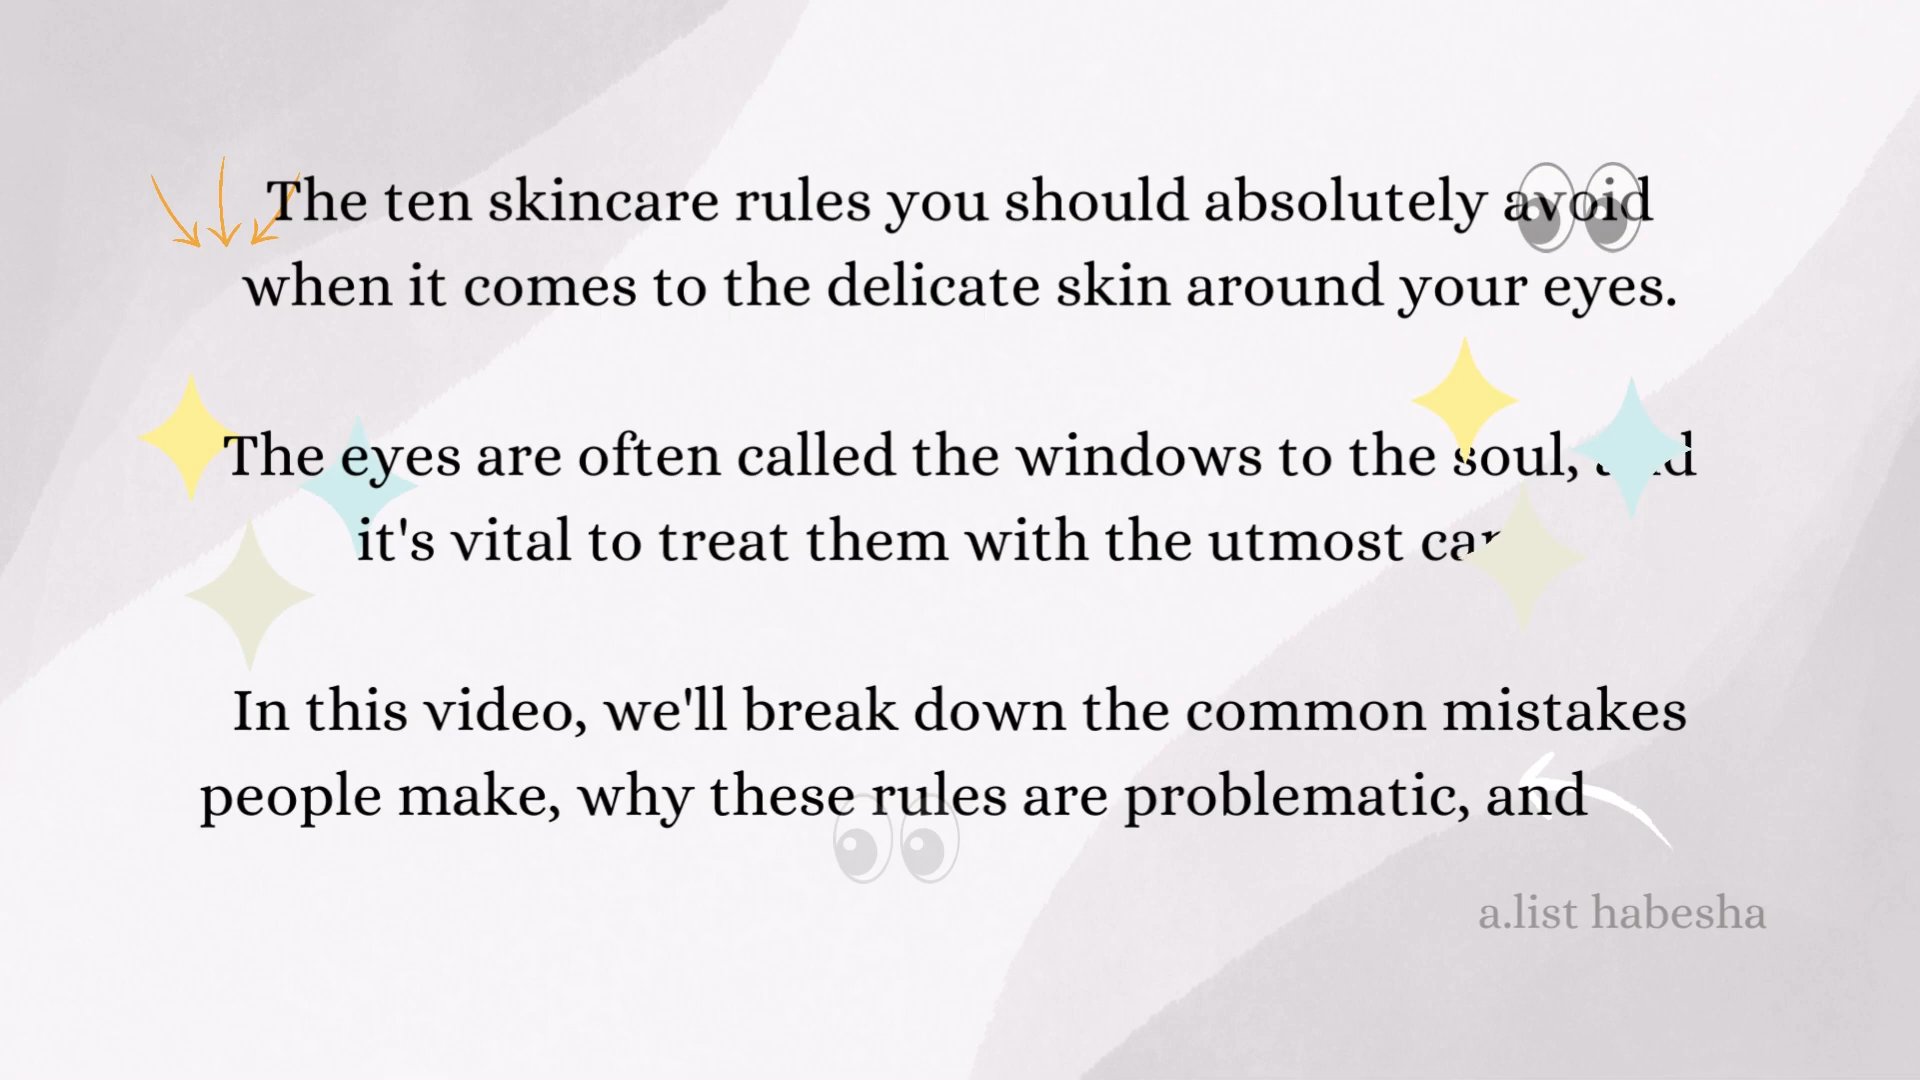 The ten skincare rules you should absolutely avoid
when it comes to the delicate skin around your eyes.
The eyes are often called the windows to the soul,
it's vital to treat them with the utmost
In this video, we'll break down the common mistakes
people make, why these rules are problematic, and
a.list habesha